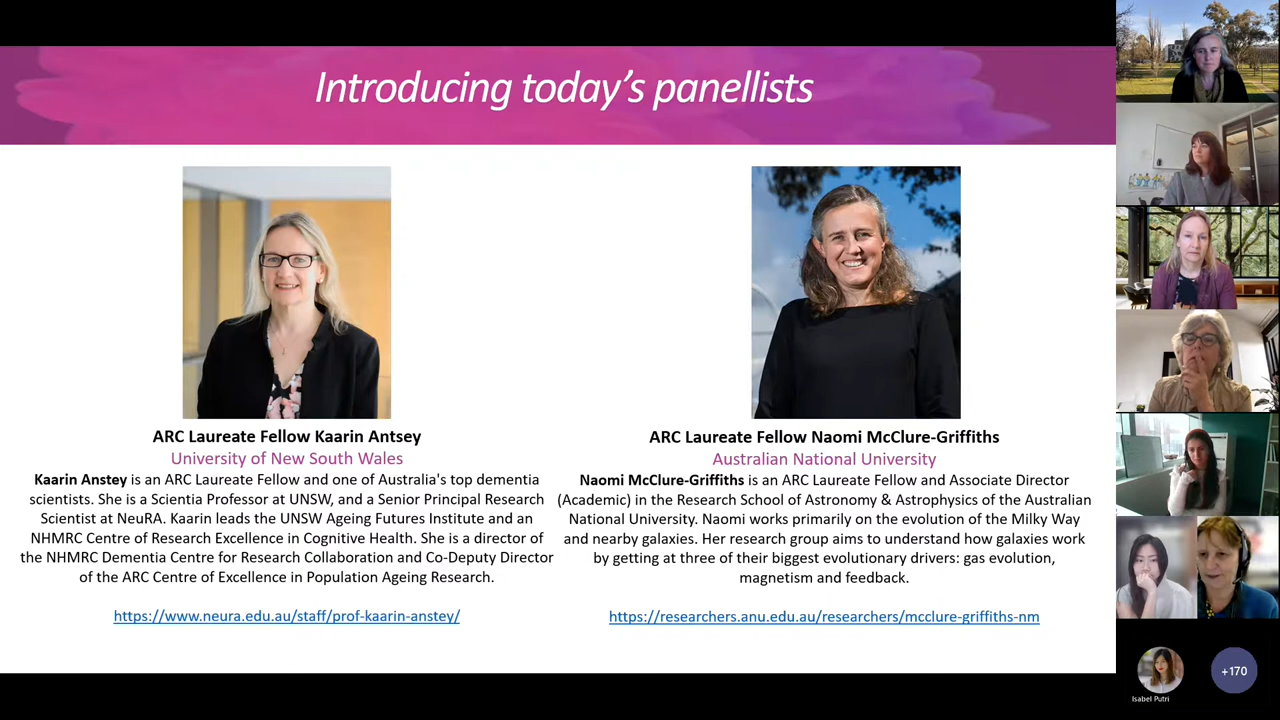 Introducing today's panellists
ARC Laureate Fellow Kaarin Antsey
University of New South Wales
Kaarin Anstey is an ARC Laureate Fellow and one of Australia's top dementia
scientists. She is a Scientia Professor at UNSW, and a Senior Principal Research
Scientist at NeuRA. Kaarin leads the UNSW Ageing Futures Institute and an
NHMRC Centre of Research Excellence in Cognitive Health. She is a director of
the NHMRC Dementia Centre for Research Collaboration and Co-Deputy Director
of the ARC Centre of Excellence in Population Ageing Research.
https://www.neura.edu.au/staff/prof-kaarin-anstey/
ARC Laureate Fellow Naomi McClure-Griffiths
Australian National University
Naomi McClure-Griffiths is an ARC Laureate Fellow and Associate Director
(Academic) in the Research School of Astronomy & Astrophysics of the Australian
National University. Naomi works primarily on the evolution of the Milky Way
and nearby galaxies. Her research group aims to understand how galaxies work
by getting at three of their biggest evolutionary drivers: gas evolution,
magnetism and feedback.
https://researchers.anu.edu.au/researchers/mcclure-griffiths-nm
Isabel Putri
+170